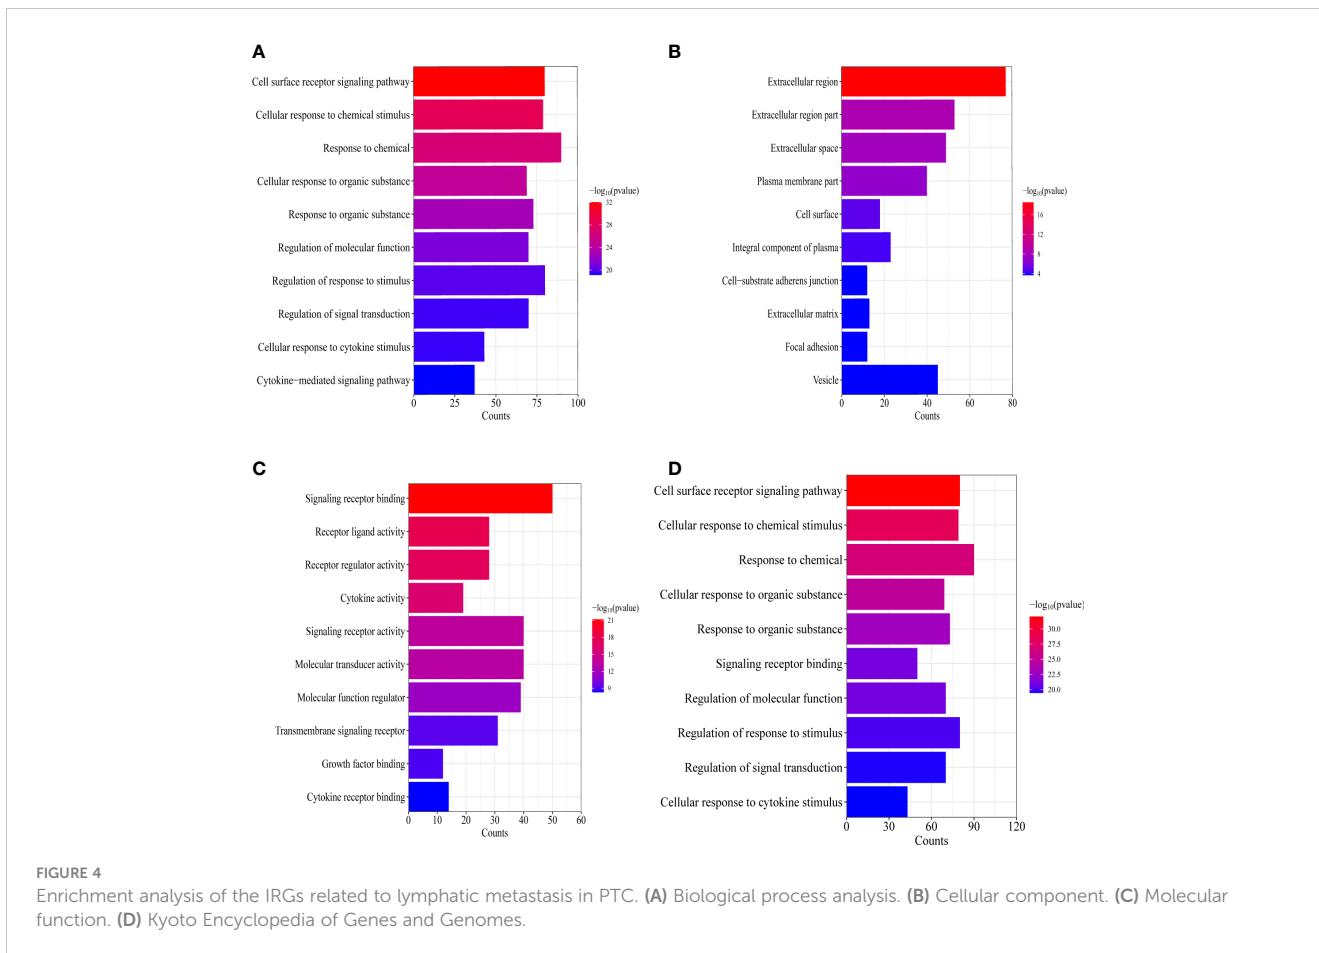 A
Cell surface receptor signaling pathway
Cellular response to chemical stimulus
Response to chemical
Cellular response to organic substance
Response to organic substance
Regulation of molecular function
Regulation of response to stimulus
Regulation of signal transduction
Cellular response to cytokine stimulus
Cytokine−mediated signaling pathway
0 25 50 75 100
Counts
−log10(pvalue)
32
28
24
20
B
Extracellular region
Extracellular region part
Extracellular space
Plasma membrane part
Cell surface
Integral component of plasma
Cell−substrate adherens junction
Extracellular matrix
Focal adhesion
Vesicle
0 20 40 60 80
Counts
−log10(pvalue)
16
12
8
4
C
Signaling receptor binding
Receptor ligand activity
Receptor regulator activity
Cytokine activity
Signaling receptor activity
Molecular transducer activity
Molecular function regulator
Transmembrane signaling receptor
Growth factor binding
Cytokine receptor binding
0 10 20 30 40 50 60
Counts
−log10(pvalue)
21
18
15
12
9
D
Cell surface receptor signaling pathway
Cellular response to chemical stimulus
Response to chemical
Cellular response to organic substance
Response to organic substance
Signaling receptor binding
Regulation of molecular function
Regulation of response to stimulus
Regulation of signal transduction
Cellular response to cytokine stimulus
0 30 60 90 120
Counts
−log10(pvalue)
30.0
27.5
25.0
22.5
20.0
FIGURE 4
Enrichment analysis of the IRGs related to lymphatic metastasis in PTC. (A) Biological process analysis. (B) Cellular component. (C) Molecular
function. (D) Kyoto Encyclopedia of Genes and Genomes.